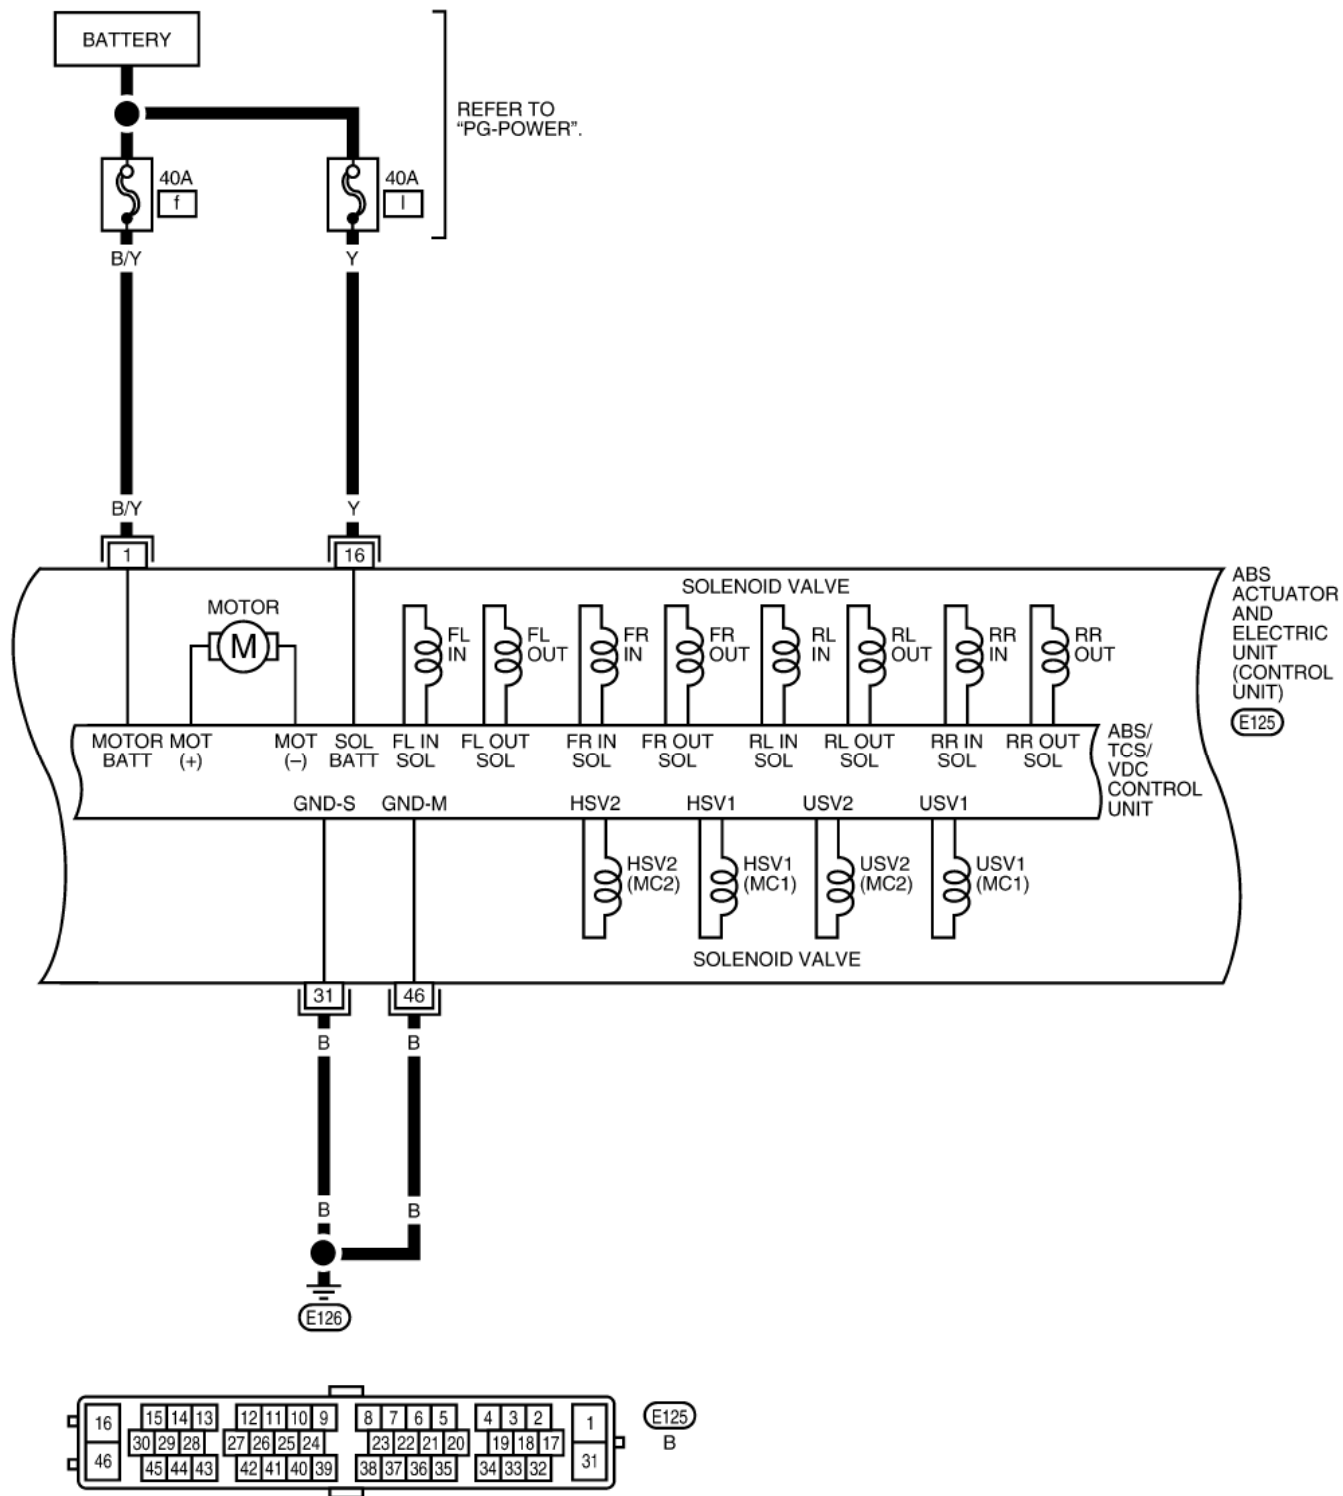 BATTERY
REFER TO
“PG-POWER”.
40A
f
40A
l
B/Y
Y
B/Y
Y
1
16
SOLENOID VALVE
MOTOR
M
FL
IN
FL
OUT
FR
IN
FR
OUT
RL
IN
RL
OUT
RR
IN
RR
OUT
ABS
ACTUATOR
AND
ELECTRIC
UNIT
(CONTROL
UNIT)
E125
MOTOR
BATT
MOT
(+)
MOT
(–)
SOL
BATT
FL IN
SOL
FL OUT
SOL
FR IN
SOL
FR OUT
SOL
RL IN
SOL
RL OUT
SOL
RR IN
SOL
RR OUT
SOL
ABS/
TCS/
VDC
CONTROL
UNIT
GND-S
GND-M
HSV2
HSV1
USV2
USV1
HSV2
(MC2)
HSV1
(MC1)
USV2
(MC2)
USV1
(MC1)
SOLENOID VALVE
31
46
B
B
B
B
E126
16 15 14 13 12 11 10 9 8 7 6 5 4 3 2 1
30 29 28 27 26 25 24 23 22 21 20 19 18 17
46 45 44 43 42 41 40 39 38 37 36 35 34 33 32 31
E125
B